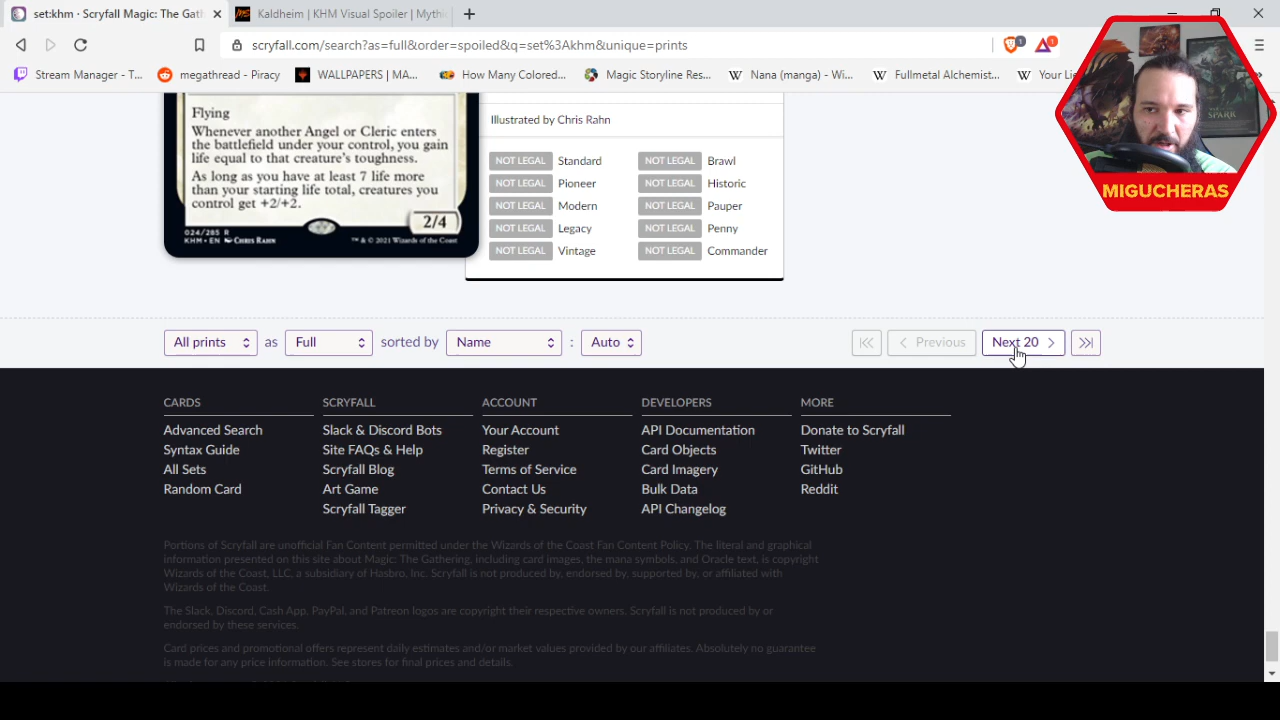 set:khm · Scryfall Magic: The Gath
Kaldheim | KHM Visual Spoiler | Mythic
scryfall.com/search?as=full&order=spoiled&q=set%3Akhm&unique=prints
1
1
Stream Manager - T...
megathread - Piracy
WALLPAPERS | MA...
How Many Colored...
Magic Storyline Res...
Nana (manga) - Wi...
Fullmetal Alchemist...
Your Lie
SPARK
MIGUCHERAS
Flying
Whenever another Angel or Cleric enters
the battlefield under your control, you gain
life equal to that creature's toughness.
As long as you have at least 7 life more
than your starting life total, creatures you
control get +2/+2.
2/4
024/285 R
KHM • EN CHRIS RAHN
™ & © 2021 Wizards of the Coast
Illustrated by Chris Rahn
NOT LEGAL Standard NOT LEGAL Brawl
NOT LEGAL Pioneer NOT LEGAL Historic
NOT LEGAL Modern NOT LEGAL Pauper
NOT LEGAL Legacy NOT LEGAL Penny
NOT LEGAL Vintage NOT LEGAL Commander
All prints as Full sorted by Name : Auto Previous Next 20
CARDS
Advanced Search
Syntax Guide
All Sets
Random Card
SCRYFALL
Slack & Discord Bots
Site FAQs & Help
Scryfall Blog
Art Game
Scryfall Tagger
ACCOUNT
Your Account
Register
Terms of Service
Contact Us
Privacy & Security
DEVELOPERS
API Documentation
Card Objects
Card Imagery
Bulk Data
API Changelog
MORE
Donate to Scryfall
Twitter
GitHub
Reddit
Portions of Scryfall are unofficial Fan Content permitted under the Wizards of the Coast Fan Content Policy. The literal and graphical
information presented on this site about Magic: The Gathering, including card images, the mana symbols, and Oracle text, is copyright
Wizards of the Coast, LLC, a subsidiary of Hasbro, Inc. Scryfall is not produced by, endorsed by, supported by, or affiliated with
Wizards of the Coast.
The Slack, Discord, Cash App, PayPal, and Patreon logos are copyright their respective owners. Scryfall is not produced by or
endorsed by these services.
Card prices and promotional offers represent daily estimates and/or market values provided by our affiliates. Absolutely no guarantee
is made for any price information. See stores for final prices and details.